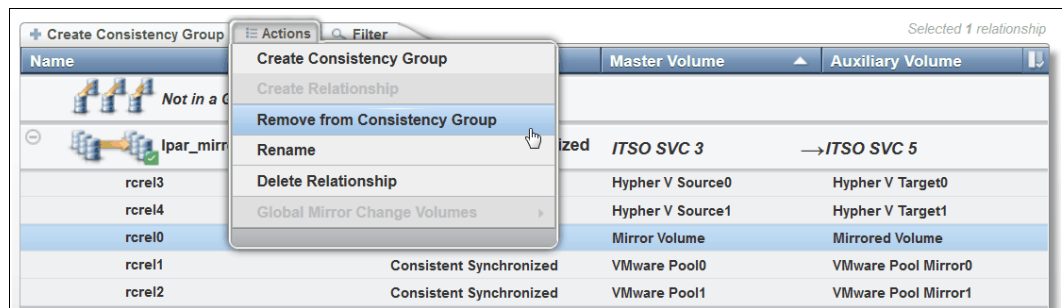 Create Consistency Group Actions Filter Selected 1 relationship
Name Master Volume Auxiliary Volume
Create Consistency Group
Create Relationship
Not in a
Remove from Consistency Group
lpar_mirr ized ITSO SVC 3 →ITSO SVC 5
Rename
rcrel3 Delete Relationship Hypher V Source0 Hypher V Target0
rcrel4 Global Mirror Change Volumes Hypher V Source1 Hypher V Target1
rcrel0 Mirror Volume Mirrored Volume
rcrel1 Consistent Synchronized VMware Pool0 VMware Pool Mirror0
rcrel2 Consistent Synchronized VMware Pool1 VMware Pool Mirror1